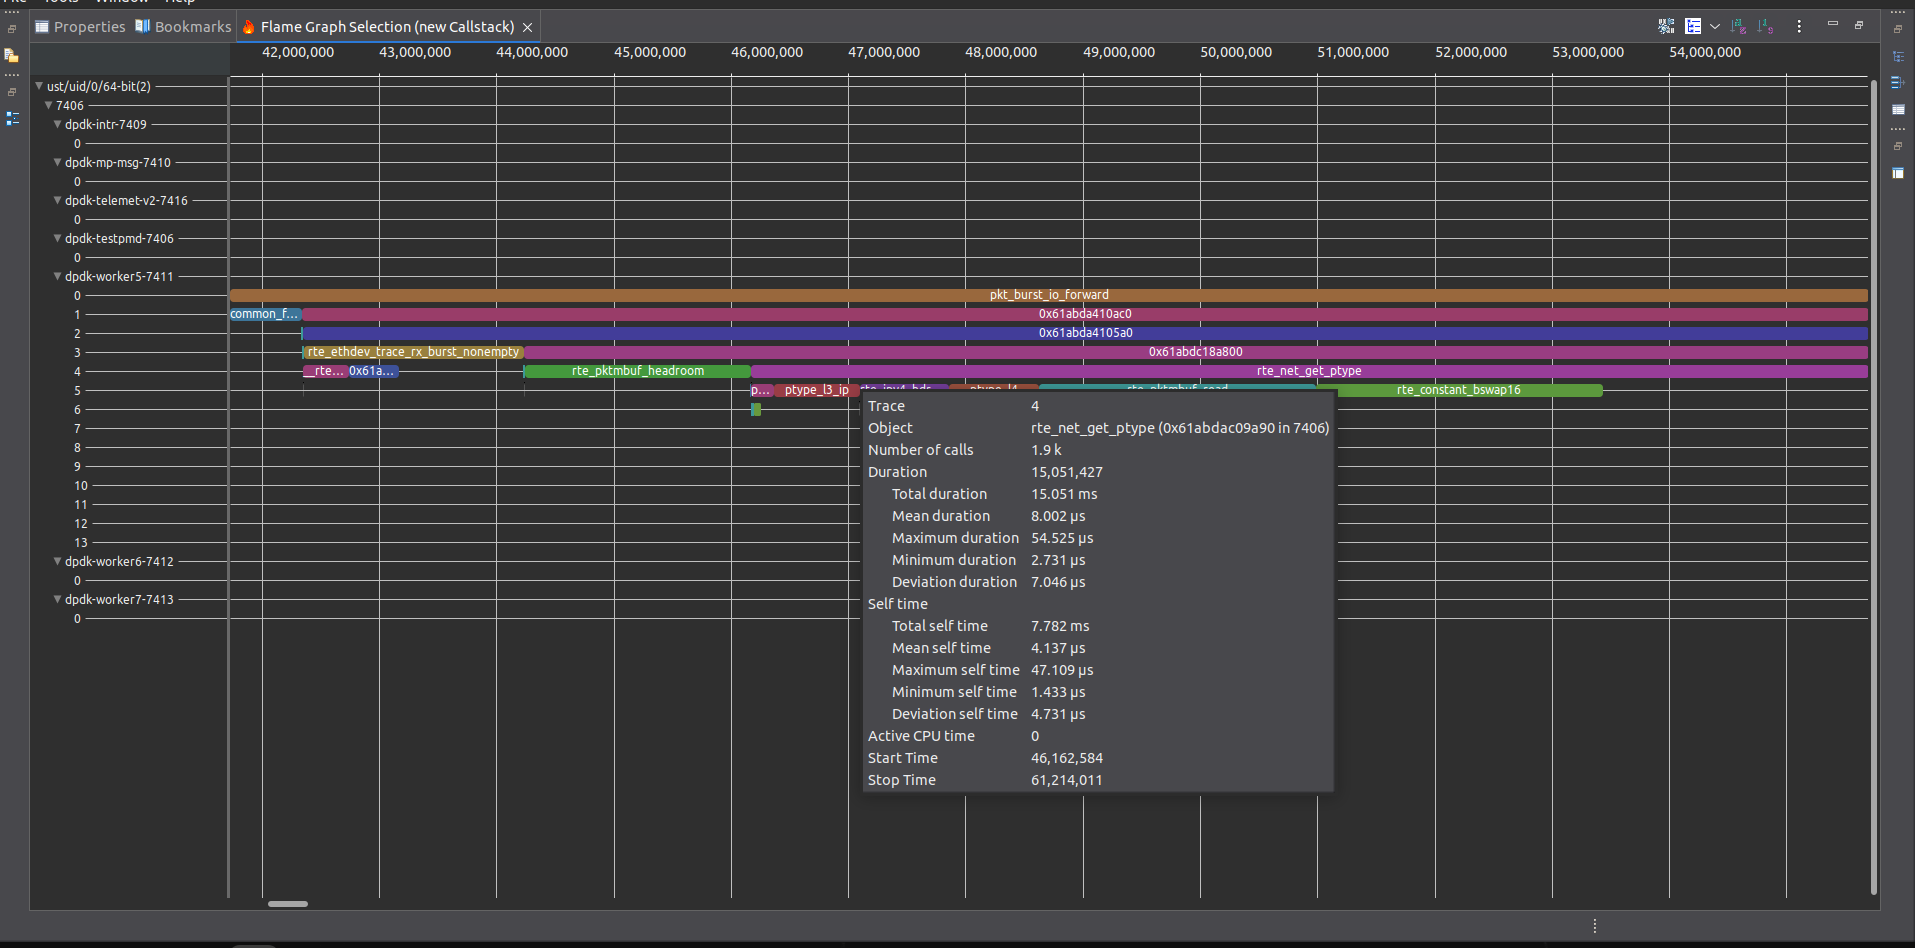 File Tools Window Help
Properties Bookmarks Flame Graph Selection (new Callstack)
42,000,000 43,000,000 44,000,000 45,000,000 46,000,000 47,000,000 48,000,000 49,000,000 50,000,000 51,000,000 52,000,000 53,000,000 54,000,000
ust/uid/0/64-bit(2)
7406
dpdk-intr-7409
0
dpdk-mp-msg-7410
0
dpdk-telemet-v2-7416
0
dpdk-testpmd-7406
0
dpdk-worker5-7411
0 pkt_burst_io_forward
1 common_f... 0x61abda410ac0
2 0x61abda4105a0
3 rte_ethdev_trace_rx_burst_nonempty 0x61abdc18a800
4 __rte... 0x61a... rte_pktmbuf_headroom rte_net_get_ptype
5 p... ptype_l3_ip rte_ipv4_hdr_ ptype_l4 rte_pktmbuf_read rte_constant_bswap16
6
7
8
9
10
11
12
13
dpdk-worker6-7412
0
dpdk-worker7-7413
0
Trace 4
Object rte_net_get_ptype (0x61abdac09a90 in 7406)
Number of calls 1.9 k
Duration 15,051,427
Total duration 15.051 ms
Mean duration 8.002 µs
Maximum duration 54.525 µs
Minimum duration 2.731 µs
Deviation duration 7.046 µs
Self time
Total self time 7.782 ms
Mean self time 4.137 µs
Maximum self time 47.109 µs
Minimum self time 1.433 µs
Deviation self time 4.731 µs
Active CPU time 0
Start Time 46,162,584
Stop Time 61,214,011